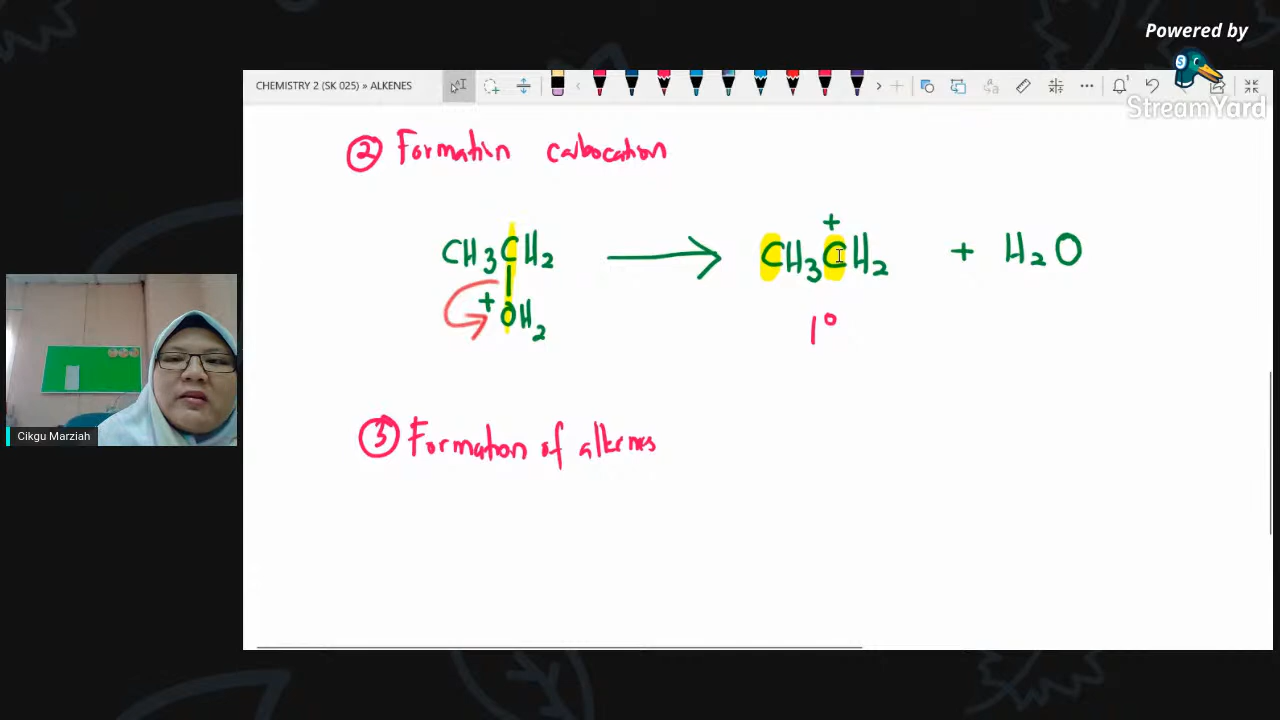 Powered by
StreamYard
CHEMISTRY 2 (SK 025) » ALKENES
② Formation carbocation
CH3CH2 → CH3CH2 + H2O
+
+OH2
1°
③ Formation of alkenes
Cikgu Marziah